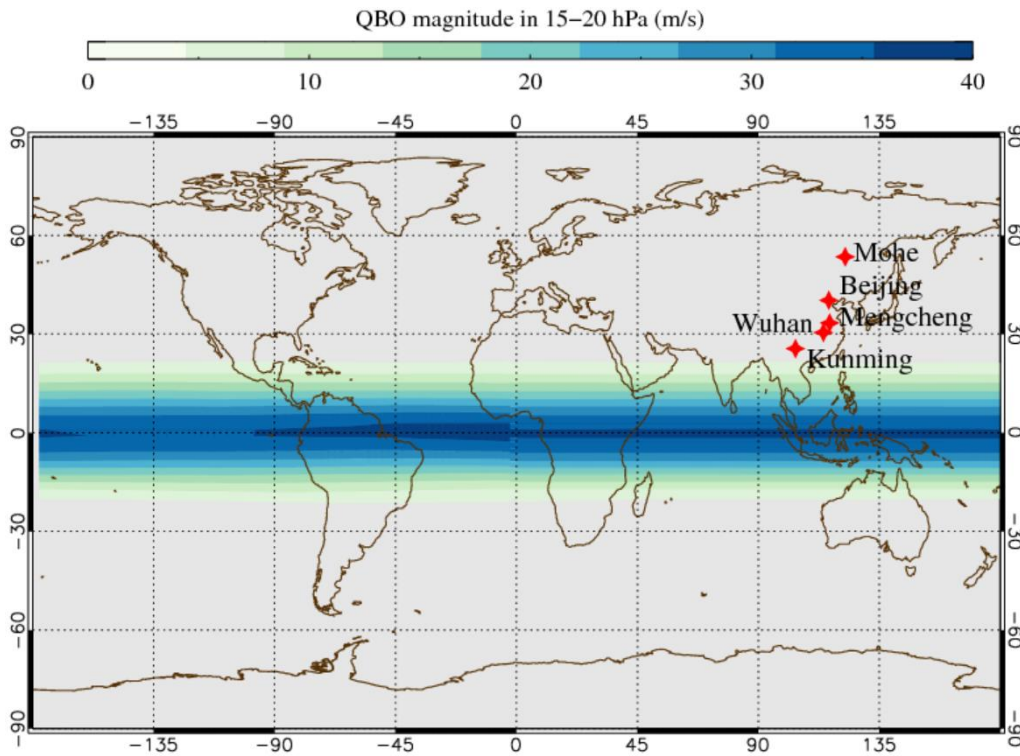 QBO magnitude in 15−20 hPa (m/s)
0 10 20 30 40
−135 −90 −45 0 45 90 135
90 90
60 60
Mohe
Beijing
Wuhan Mengcheng
30 30
Kunming
0 0
−30 −30
−60 −60
−90 −90
−135 −90 −45 0 45 90 135